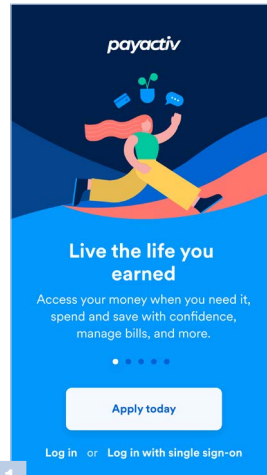 payactiv
Live the life you
earned
Access your money when you need it,
spend and save with confidence,
manage bills, and more.
Apply today
Log in or Log in with single sign-on
1